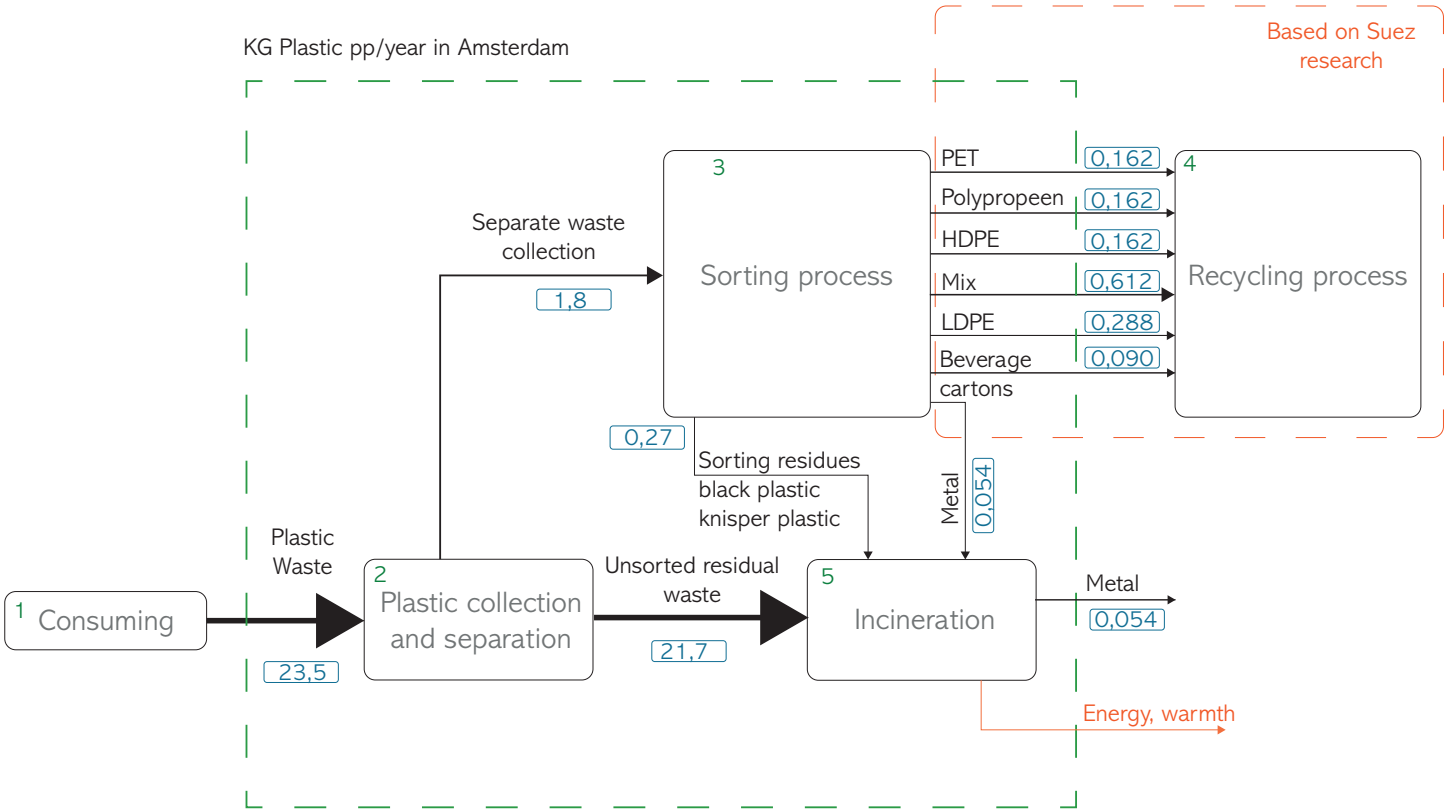 Based on Suez
research
KG Plastic pp/year in Amsterdam
3
Sorting process
PET
0,162
Polypropeen
0,162
HDPE
0,162
Mix
0,612
LDPE
0,288
Beverage
cartons
0,090
4
Recycling process
Separate waste
collection
1,8
0,27
Sorting residues
black plastic
knisper plastic
Metal
0,054
Plastic
Waste
23,5
1
Consuming
2
Plastic collection
and separation
Unsorted residual
waste
21,7
5
Incineration
Metal
0,054
Energy, warmth